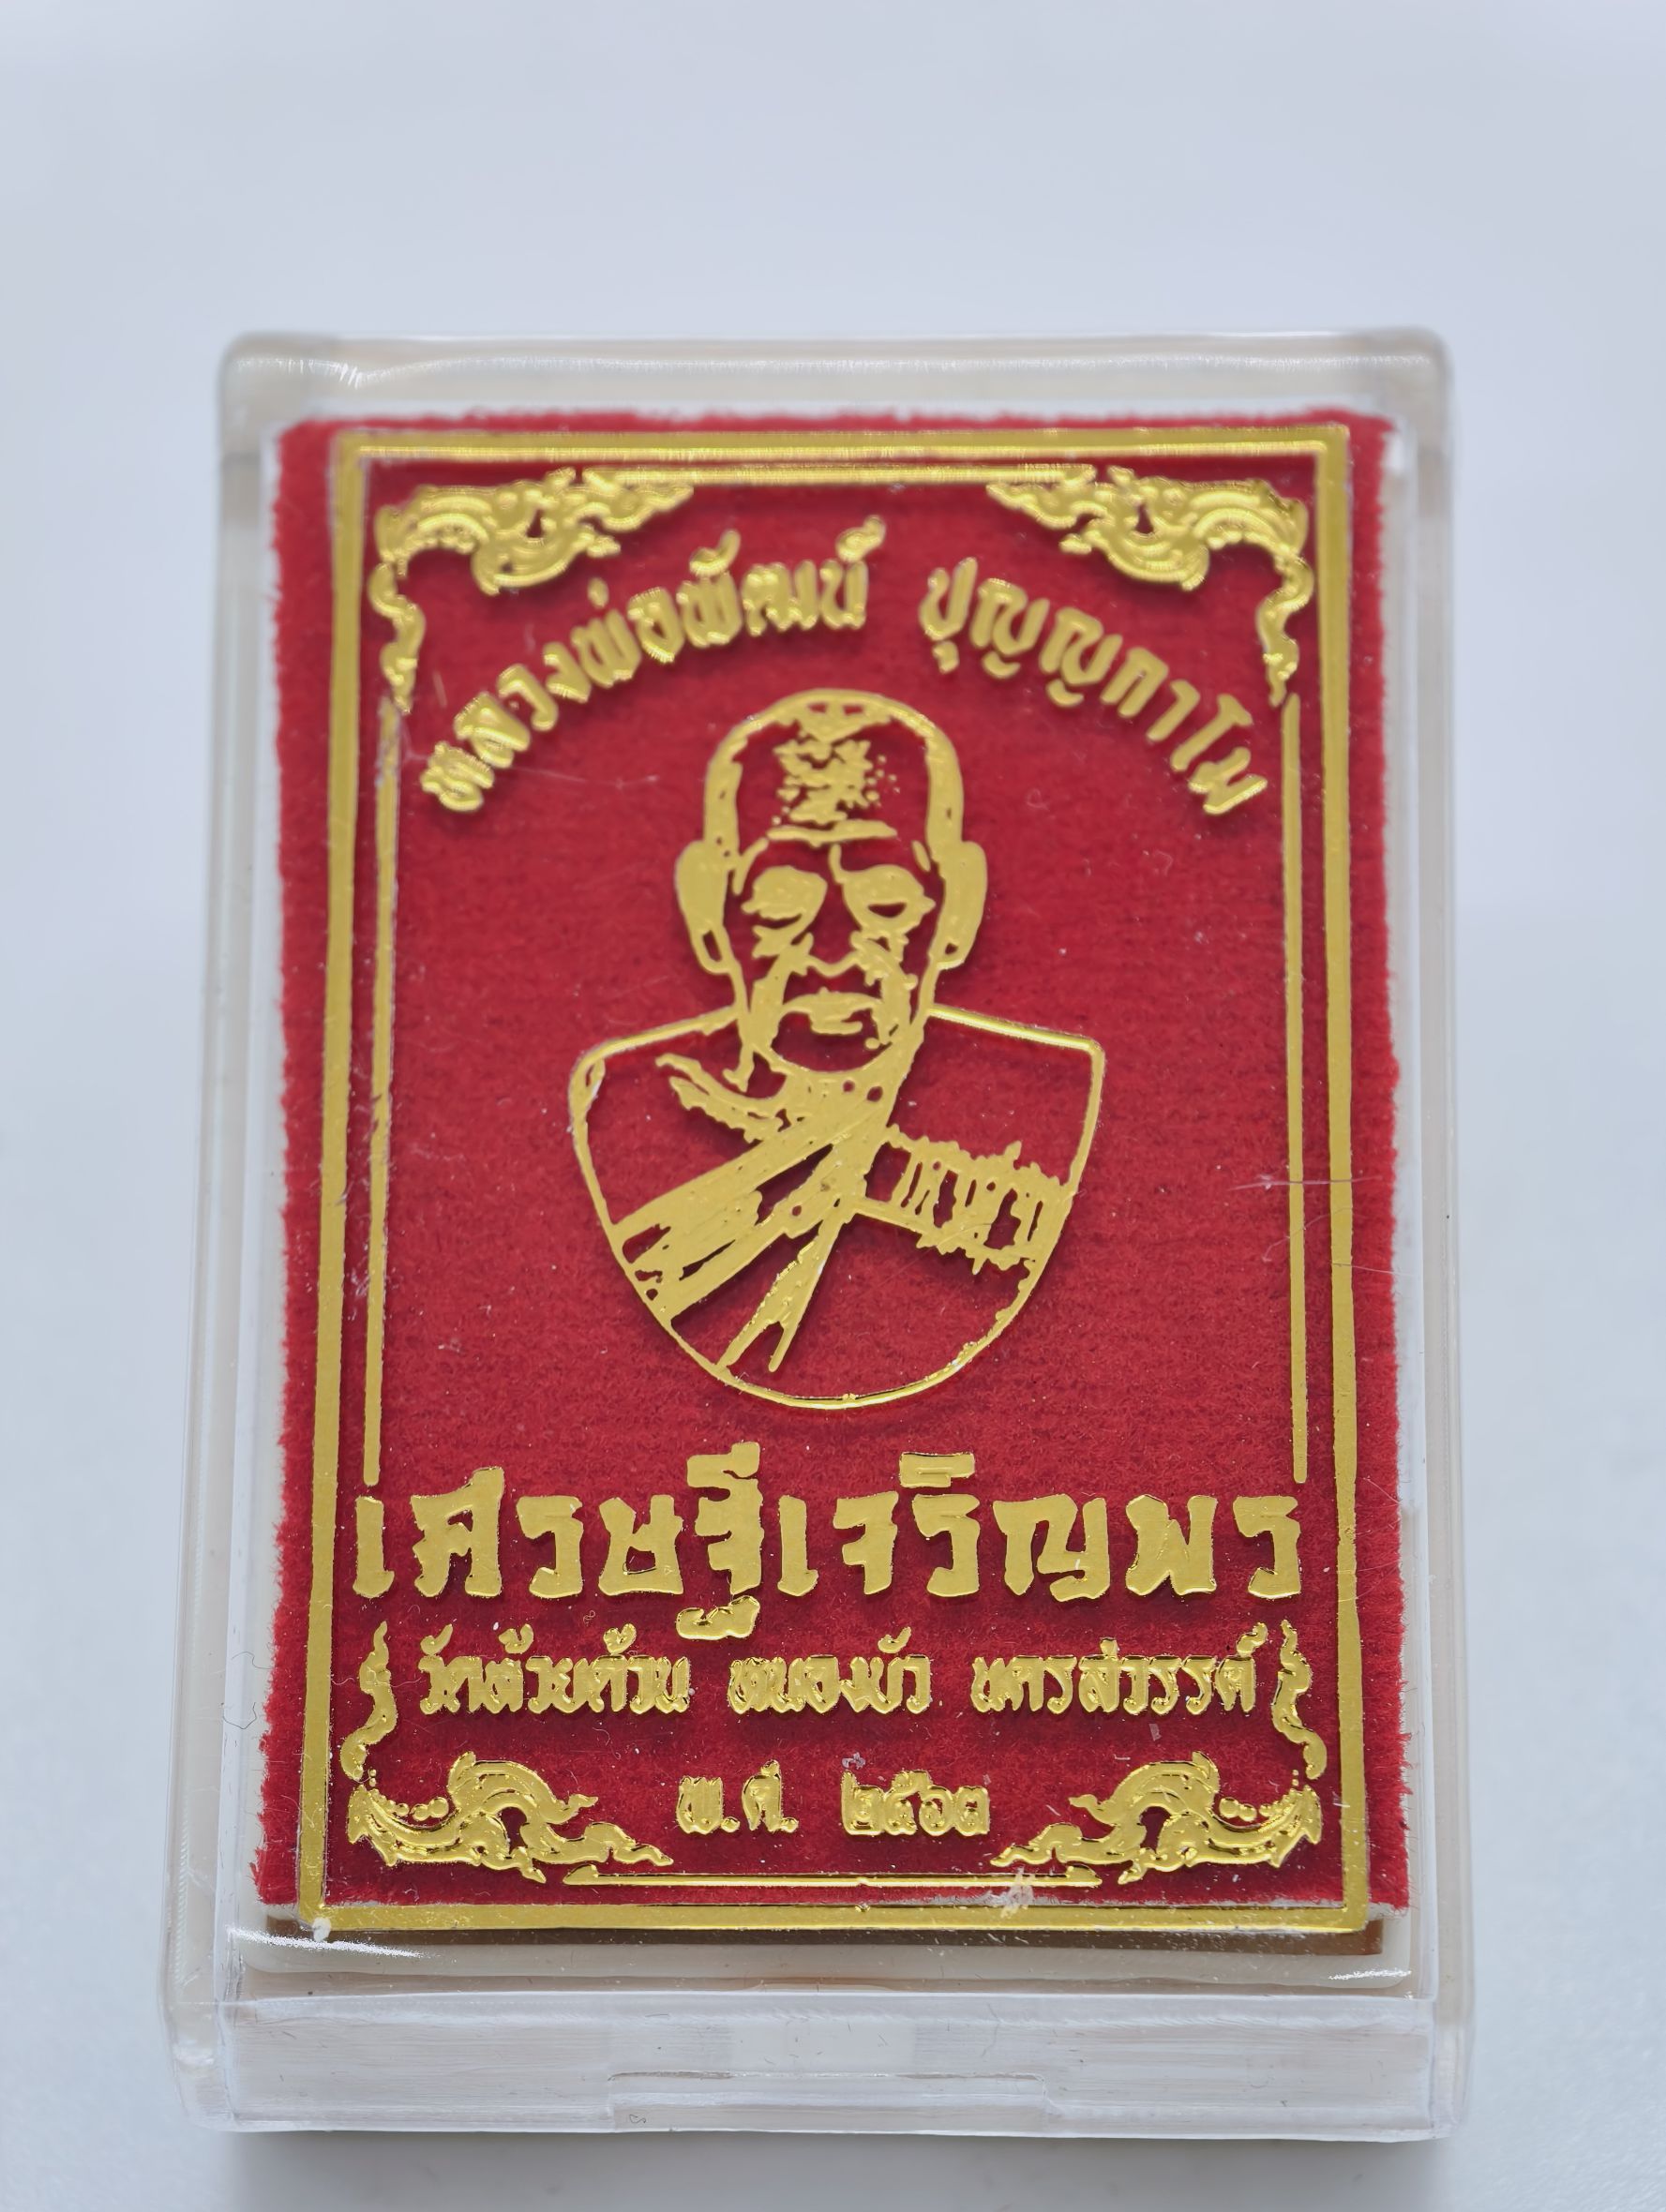 หลวงพ่อพัฒน์ ปุญญกาโม
เศรษฐีเจริญพร
วัดห้วยด้วน หนองบัว นครสวรรค์
พ.ศ. ๒๕๖๓